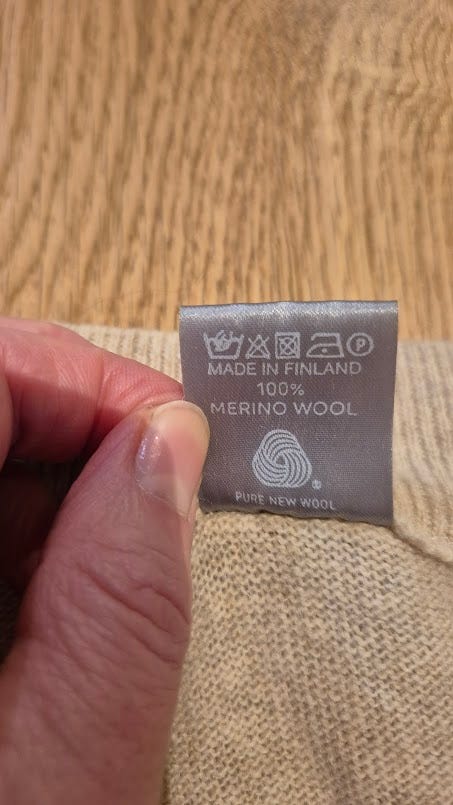 P
MADE IN FINLAND
100%
MERINO WOOL
®
PURE NEW WOOL